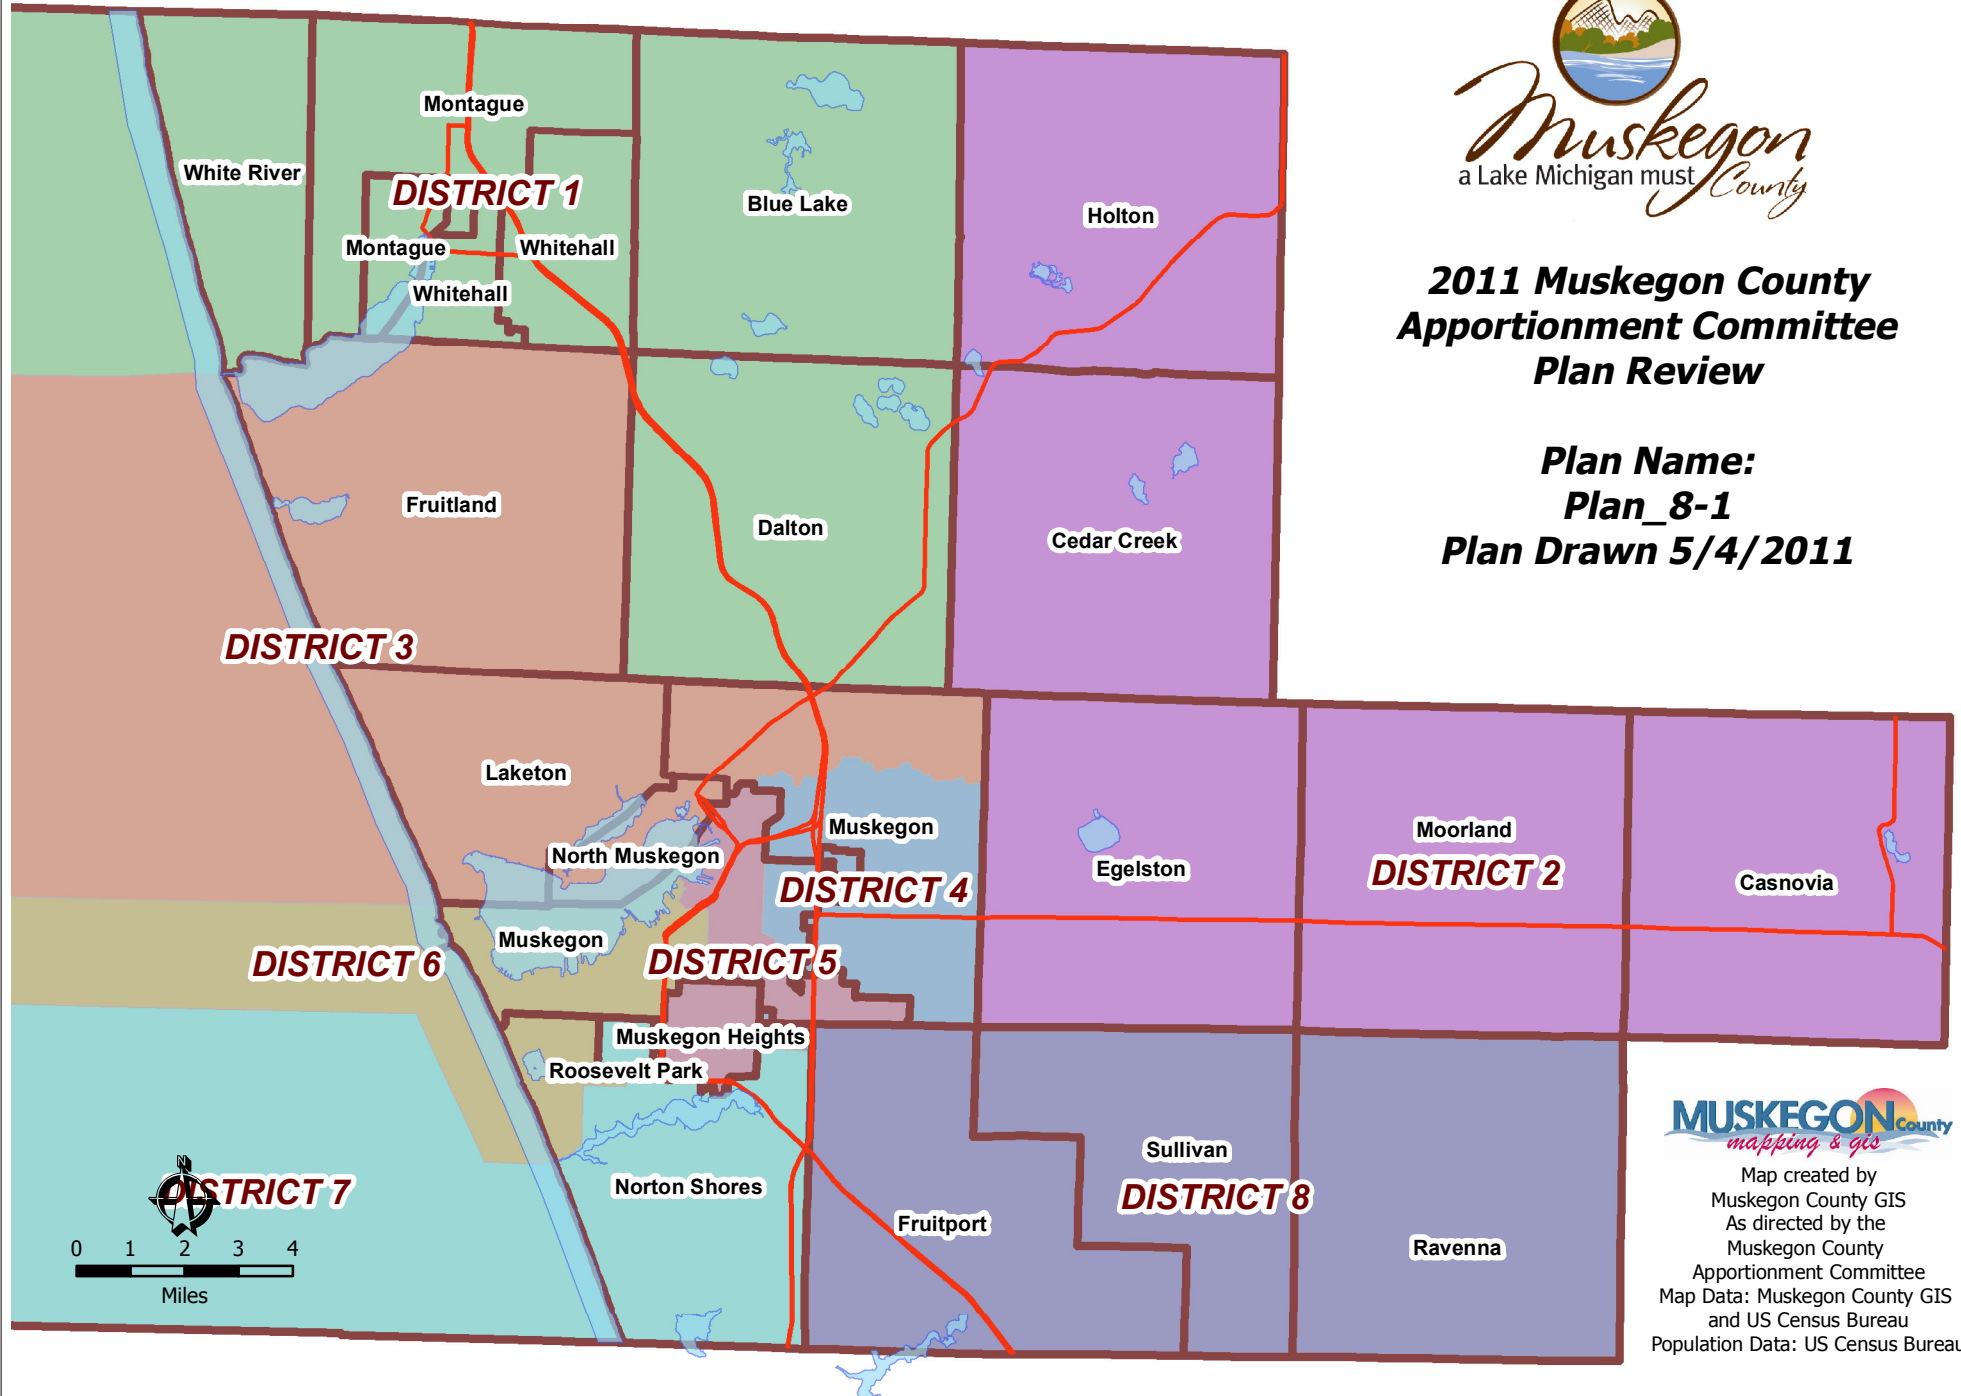 Muskegon
a Lake Michigan must
County
2011 Muskegon County
Apportionment Committee
Plan Review
Plan Name:
Plan_8-1
Plan Drawn 5/4/2011
Montague
White River
DISTRICT 1
Blue Lake
Holton
Montague
Whitehall
Whitehall
Fruitland
Dalton
Cedar Creek
DISTRICT 3
Laketon
Muskegon
Moorland
North Muskegon
Egelston
DISTRICT 2
Casnovia
DISTRICT 4
Muskegon
DISTRICT 6
DISTRICT 5
Muskegon Heights
Roosevelt Park
Sullivan
DISTRICT 7
Norton Shores
DISTRICT 8
Fruitport
Ravenna
N
0 1 2 3 4
Miles
MUSKEGON County
mapping & gis
Map created by
Muskegon County GIS
As directed by the
Muskegon County
Apportionment Committee
Map Data: Muskegon County GIS
and US Census Bureau
Population Data: US Census Bureau